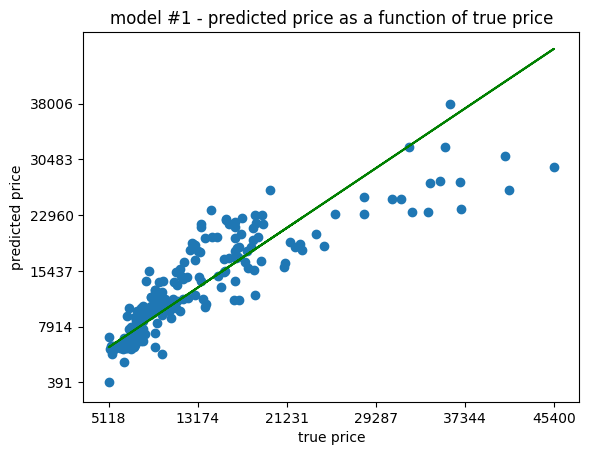 model #1 - predicted price as a function of true price
predicted price
38006
30483
22960
15437
7914
391
5118 13174 21231 29287 37344 45400
true price